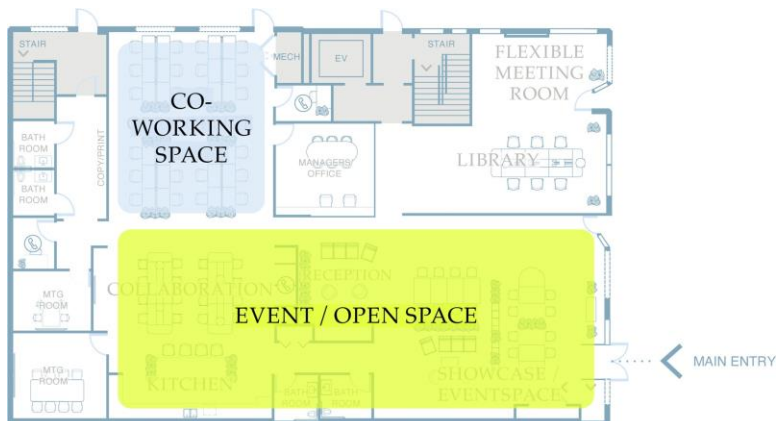 STAIR
MECH
EV
STAIR
FLEXIBLE
MEETING
ROOM
CO-
WORKING
SPACE
COPY/PRINT
BATH
ROOM
BATH
ROOM
MANAGERS
OFFICE
LIBRARY
MTG
ROOM
COLLABORATION
RECEPTION
EVENT / OPEN SPACE
MAIN ENTRY
MTG
ROOM
KITCHEN
BATH
ROOM
BATH
ROOM
SHOWCASE /
EVENTSPACE